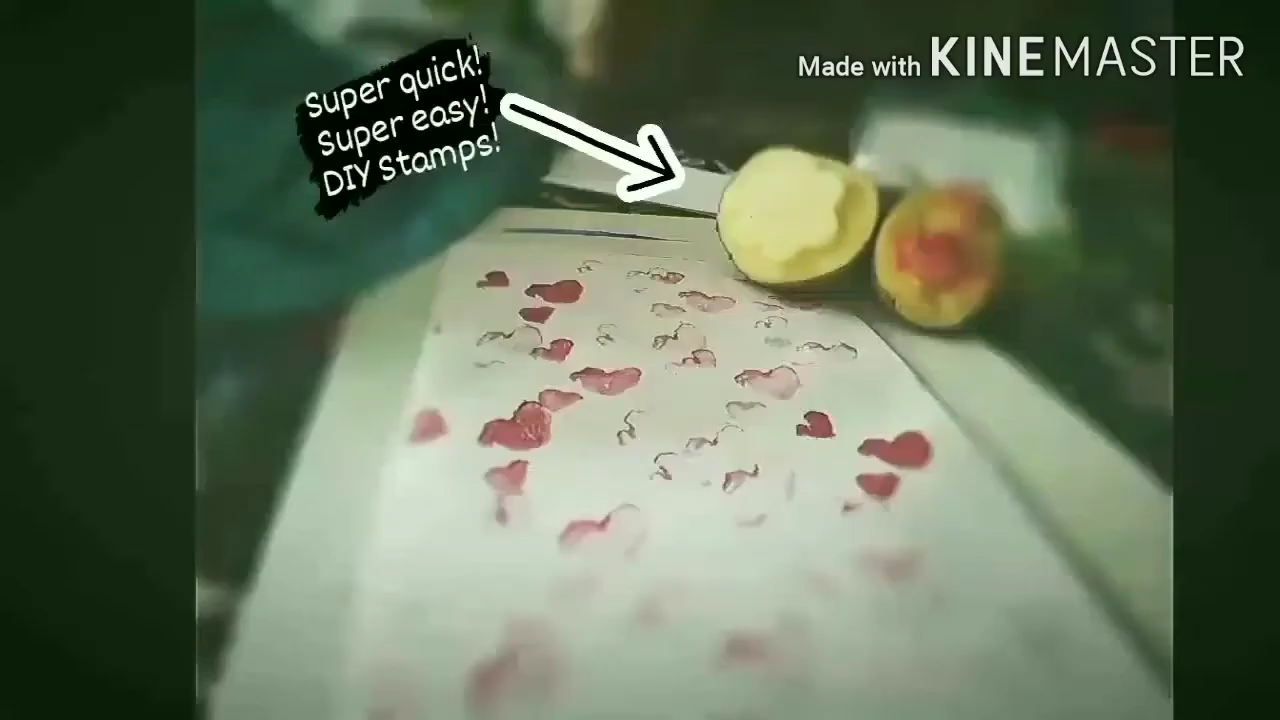 Made with KINEMASTER
Super quick!
Super easy!
DIY Stamps!